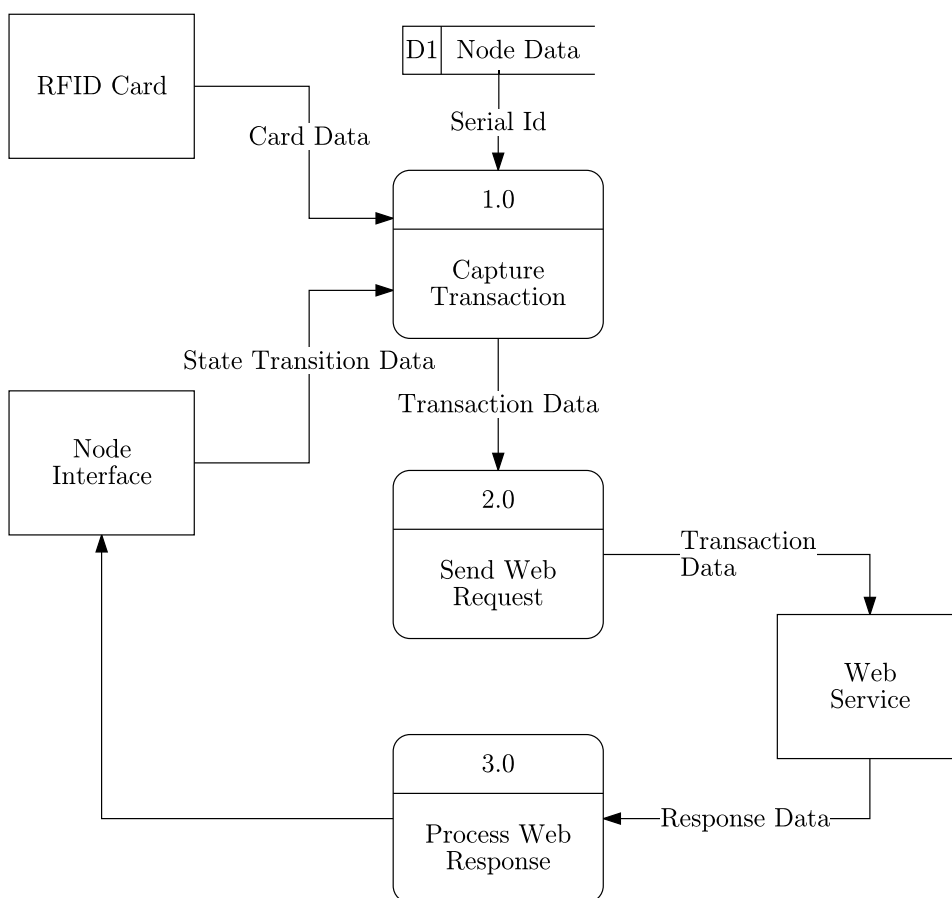 RFID Card
D1 Node Data
Serial Id
Card Data
1.0
Capture
Transaction
State Transition Data
Transaction Data
Node
Interface
2.0
Send Web
Request
Transaction
Data
Web
Service
3.0
Process Web
Response
Response Data